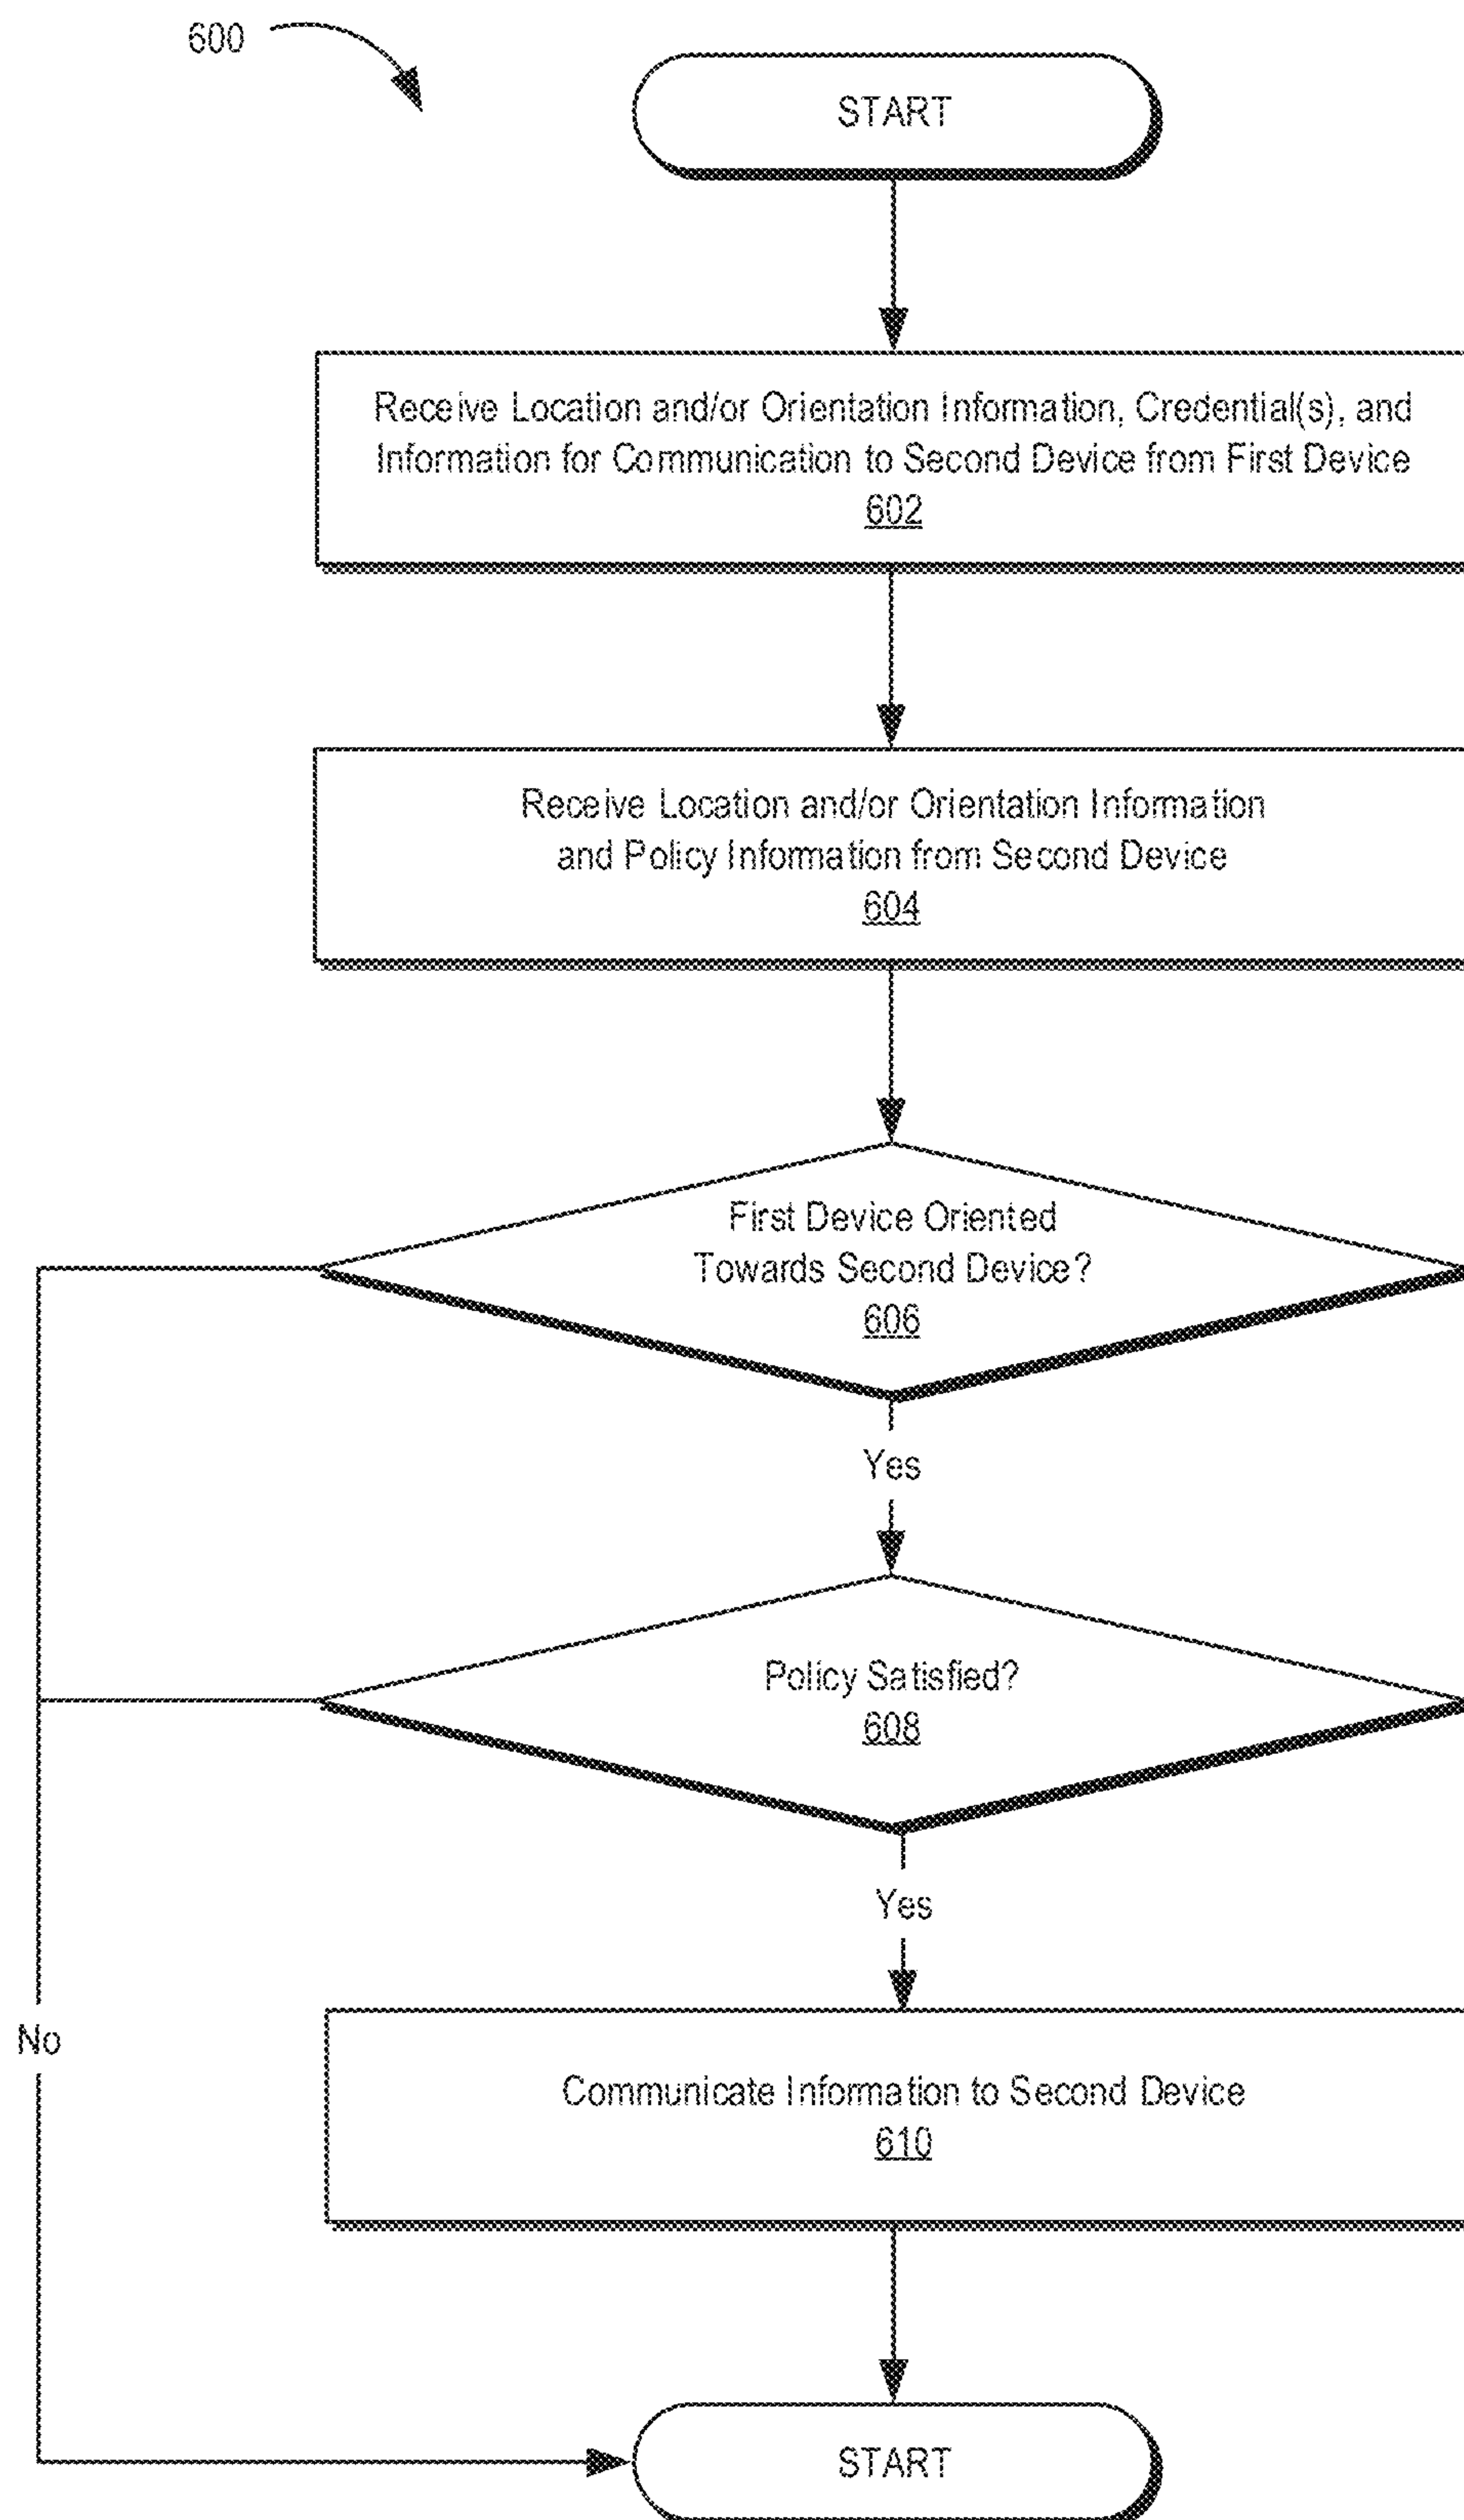 600
START
Receive Location and/or Orientation Information, Credential(s), and
Information for Communication to Second Device from First Device
602
Receive Location and/or Orientation Information
and Policy Information from Second Device
604
First Device Oriented
Towards Second Device?
606
Yes
Policy Satisfied?
608
Yes
No
Communicate Information to Second Device
610
START